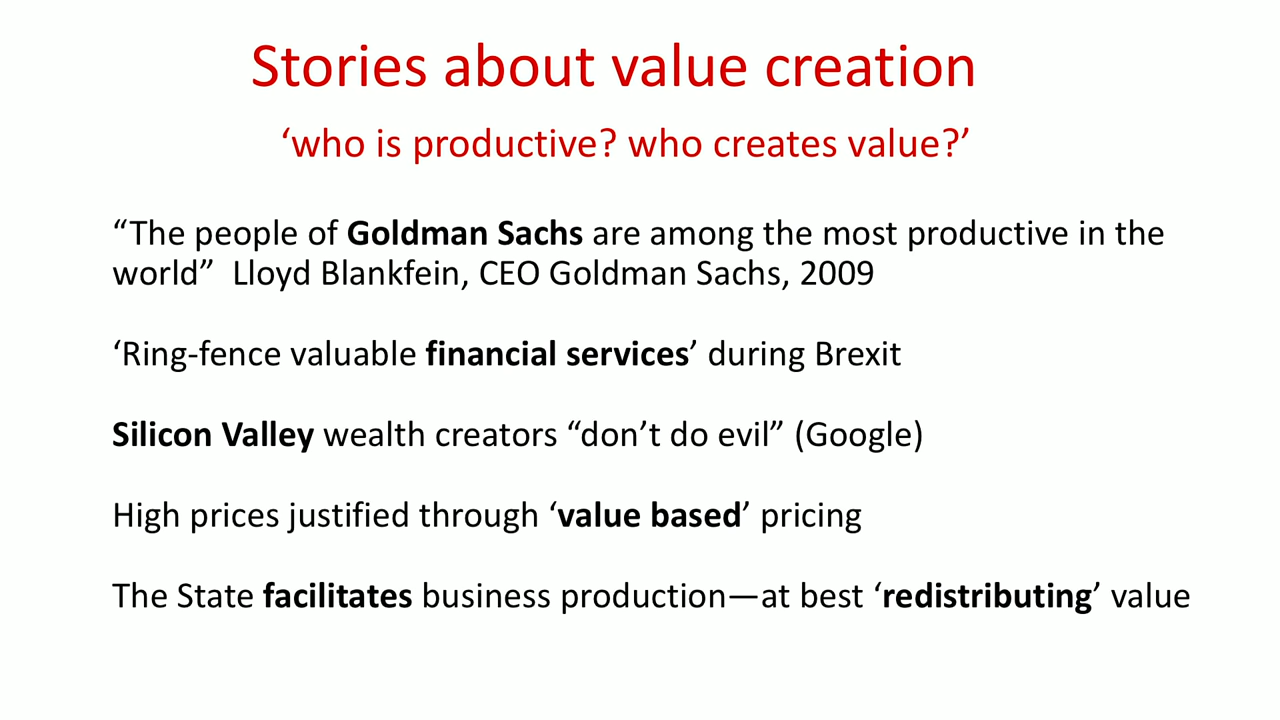 Stories about value creation
‘who is productive? who creates value?’
“The people of Goldman Sachs are among the most productive in the
world”  Lloyd Blankfein, CEO Goldman Sachs, 2009
‘Ring-fence valuable financial services’ during Brexit
Silicon Valley wealth creators “don’t do evil” (Google)
High prices justified through ‘value based’ pricing
The State facilitates business production—at best ‘redistributing’ value